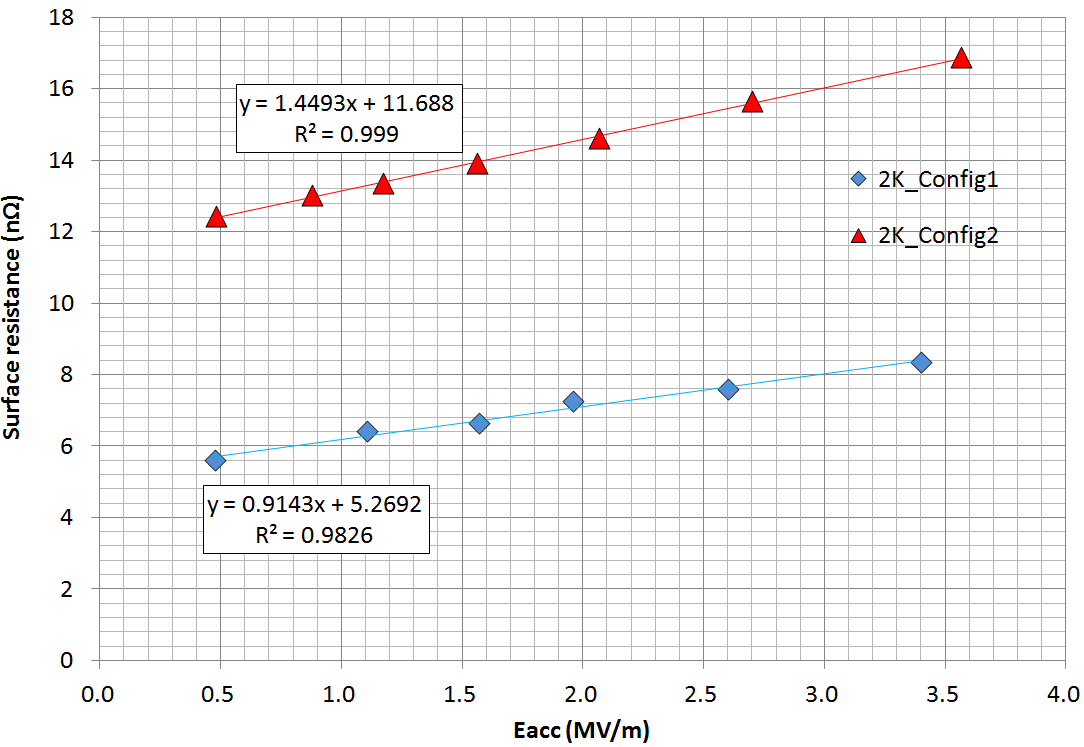 18
16
14
12
10
8
6
4
2
0
Surface resistance (nΩ)
y = 1.4493x + 11.688
R² = 0.999
2K_Config1
2K_Config2
y = 0.9143x + 5.2692
R² = 0.9826
0.0 0.5 1.0 1.5 2.0 2.5 3.0 3.5 4.0
Eacc (MV/m)